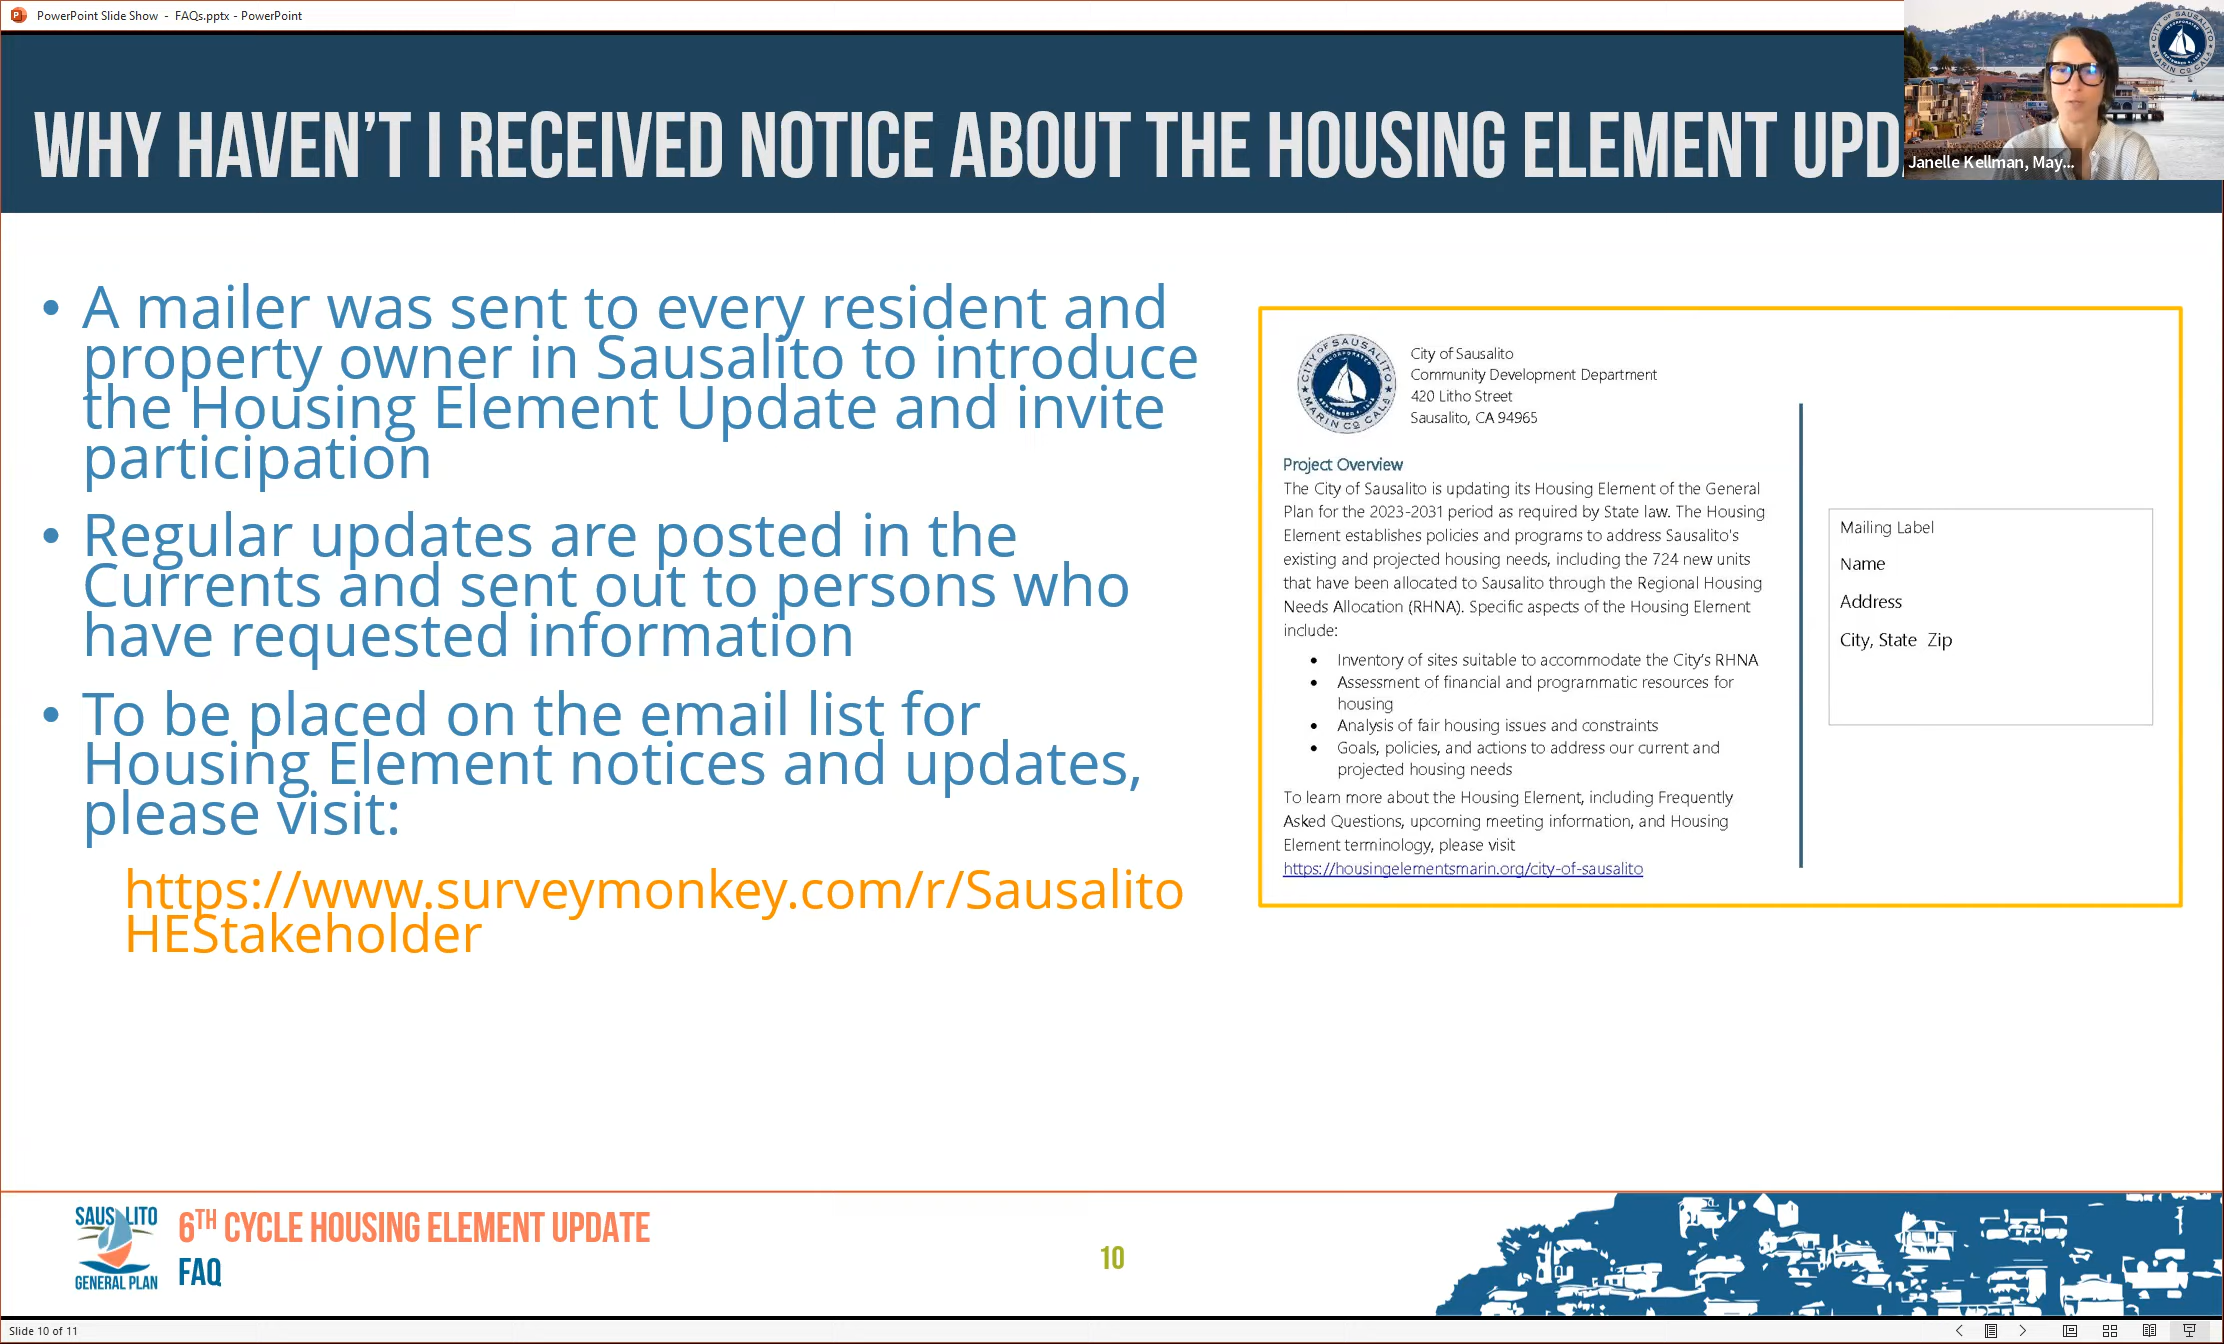 PowerPoint Slide Show - FAQs.pptx - PowerPoint
WHY HAVEN'T I RECEIVED NOTICE ABOUT THE HOUSING ELEMENT UPD
Janelle Kellman, May...
• A mailer was sent to every resident and
property owner in Sausalito to introduce
the Housing Element Update and invite
participation
• Regular updates are posted in the
Currents and sent out to persons who
have requested information
• To be placed on the email list for
Housing Element notices and updates,
please visit:
https://www.surveymonkey.com/r/Sausalito
HEStakeholder
CITY OF SAUSALITO
INCORPORATED
SEPTEMBER 4, 1893
MARIN CO CALA
City of Sausalito
Community Development Department
420 Litho Street
Sausalito, CA 94965
Project Overview
The City of Sausalito is updating its Housing Element of the General
Plan for the 2023-2031 period as required by State law. The Housing
Element establishes policies and programs to address Sausalito's
existing and projected housing needs, including the 724 new units
that have been allocated to Sausalito through the Regional Housing
Needs Allocation (RHNA). Specific aspects of the Housing Element
include:
• Inventory of sites suitable to accommodate the City's RHNA
• Assessment of financial and programmatic resources for
housing
• Analysis of fair housing issues and constraints
• Goals, policies, and actions to address our current and
projected housing needs
To learn more about the Housing Element, including Frequently
Asked Questions, upcoming meeting information, and Housing
Element terminology, please visit
https://housingelementsmarin.org/city-of-sausalito
Mailing Label
Name
Address
City, State Zip
SAUSALITO
GENERAL PLAN
6TH CYCLE HOUSING ELEMENT UPDATE
FAQ
10
Slide 10 of 11